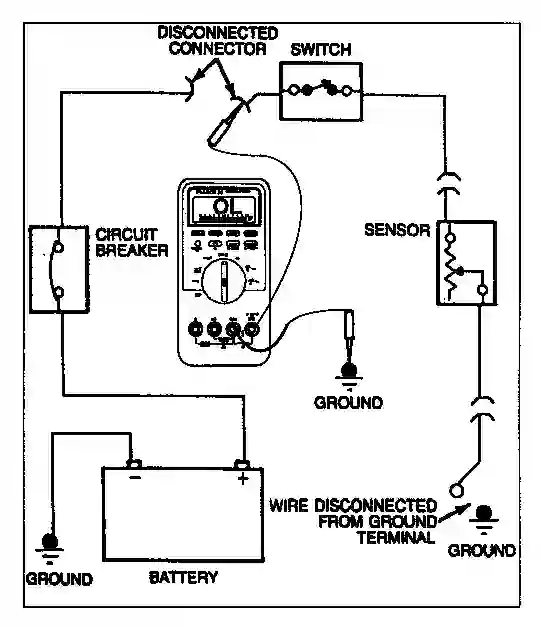 DISCONNECTED
CONNECTOR
SWITCH
OL
CIRCUIT
BREAKER
SENSOR
GROUND
WIRE DISCONNECTED
FROM GROUND
TERMINAL
GROUND
- +
GROUND
BATTERY